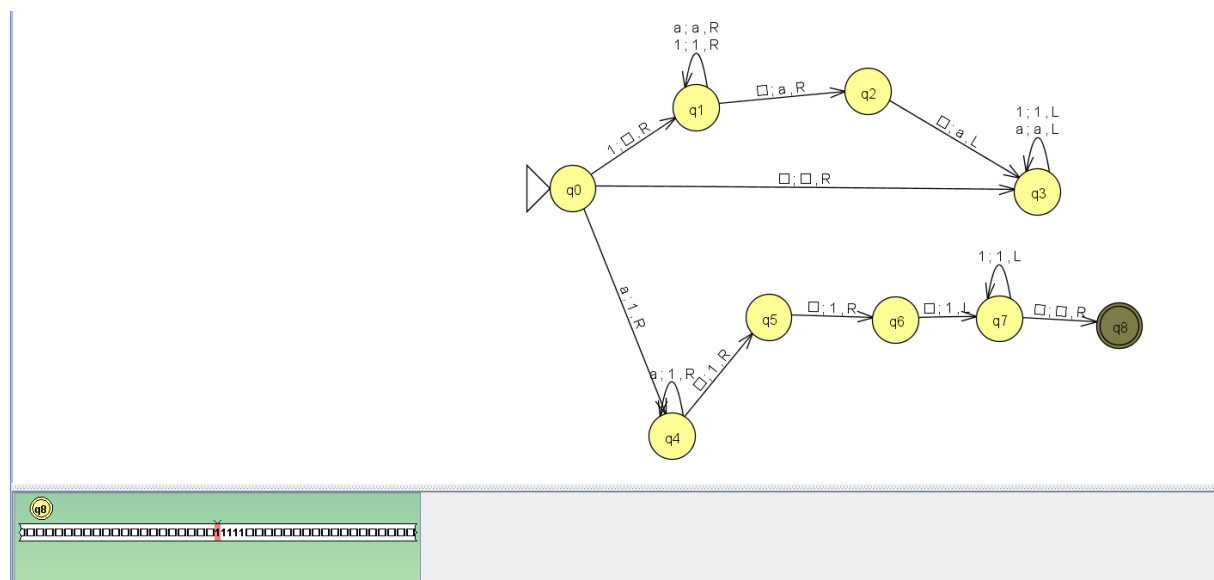 a ; a , R
1 ; 1 , R
q1
□ ; a , R
q2
1 ; □ , R
□ ; a , L
1 ; 1 , L
a ; a , L
q0
□ ; □ , R
q3
a ; 1 , R
1 ; 1 , L
q5
□ ; 1 , R
q6
□ ; 1 , L
q7
□ ; □ , R
q8
a ; 1 , R
□ ; 1 , R
q4
q8
□□□□□□□□□□□□□□□□□□□□11111□□□□□□□□□□□□□□□□□□